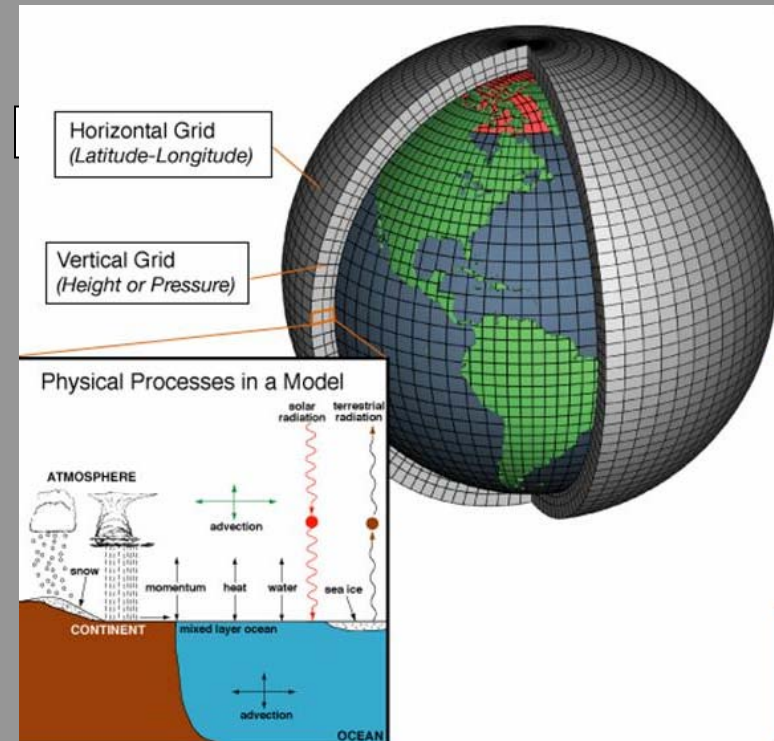 Horizontal Grid
(Latitude-Longitude)
Vertical Grid
(Height or Pressure)
Physical Processes in a Model
solar
radiation
terrestrial
radiation
ATMOSPHERE
advection
snow
momentum
heat
water
sea ice
CONTINENT
mixed layer ocean
advection
OCEAN